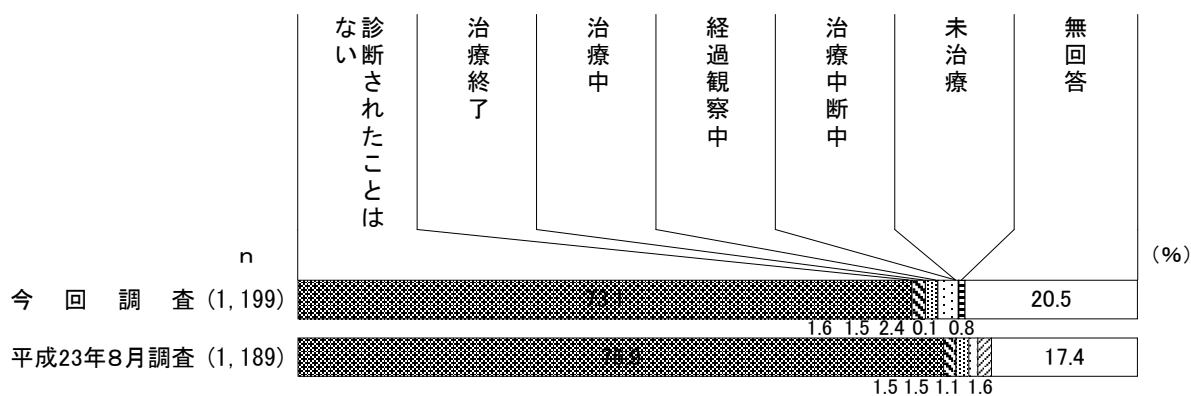 診断されたことは
ない
治療終了
治療中
経過観察中
治療中断中
未治療
無回答
n
(%)
今回調査(1,199)
73.1
20.5
1.6 1.5 2.4 0.1 0.8
平成23年8月調査(1,189)
17.4
1.5 1.5 1.1 1.6